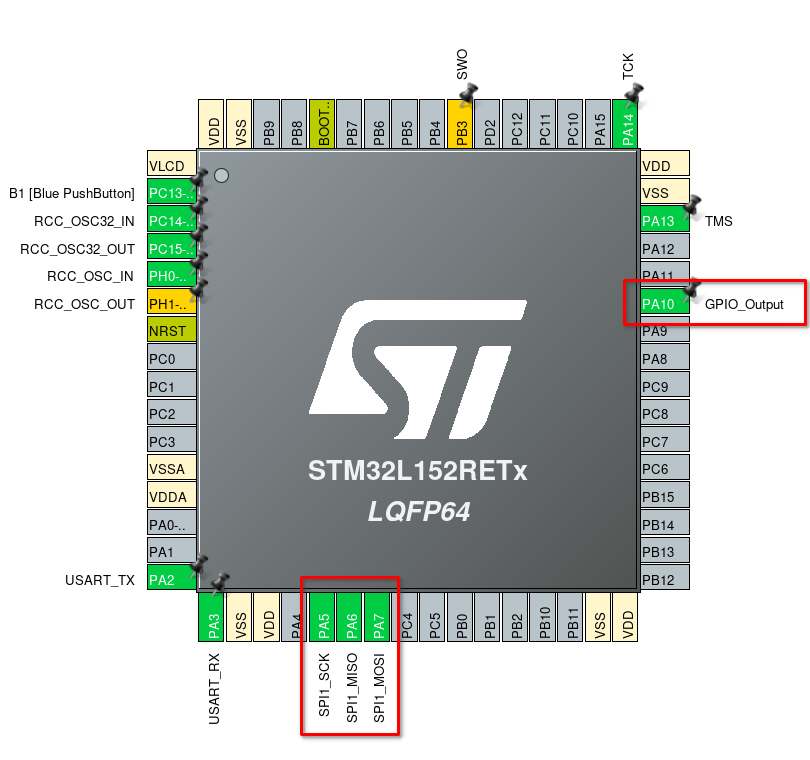 SWO
TCK
VDD
VSS
PB9
PB8
BOOT..
PB7
PB6
PB5
PB4
PB3
PD2
PC12
PC11
PC10
PA15
PA14
VLCD
VDD
B1 [Blue PushButton]
PC13-..
VSS
RCC_OSC32_IN
PC14-..
PA13
TMS
RCC_OSC32_OUT
PC15-..
PA12
RCC_OSC_IN
PH0-..
PA11
RCC_OSC_OUT
PH1-..
PA10
GPIO_Output
NRST
PA9
PC0
PA8
PC1
PC9
PC2
PC8
PC3
PC7
VSSA
PC6
VDDA
PB15
PA0-..
PB14
PA1
PB13
USART_TX
PA2
PB12
ST
STM32L152RETx
LQFP64
PA3
VSS
VDD
PA4
PA5
PA6
PA7
PC4
PC5
PB0
PB1
PB2
PB10
PB11
VSS
VDD
USART_RX
SPI1_SCK
SPI1_MISO
SPI1_MOSI